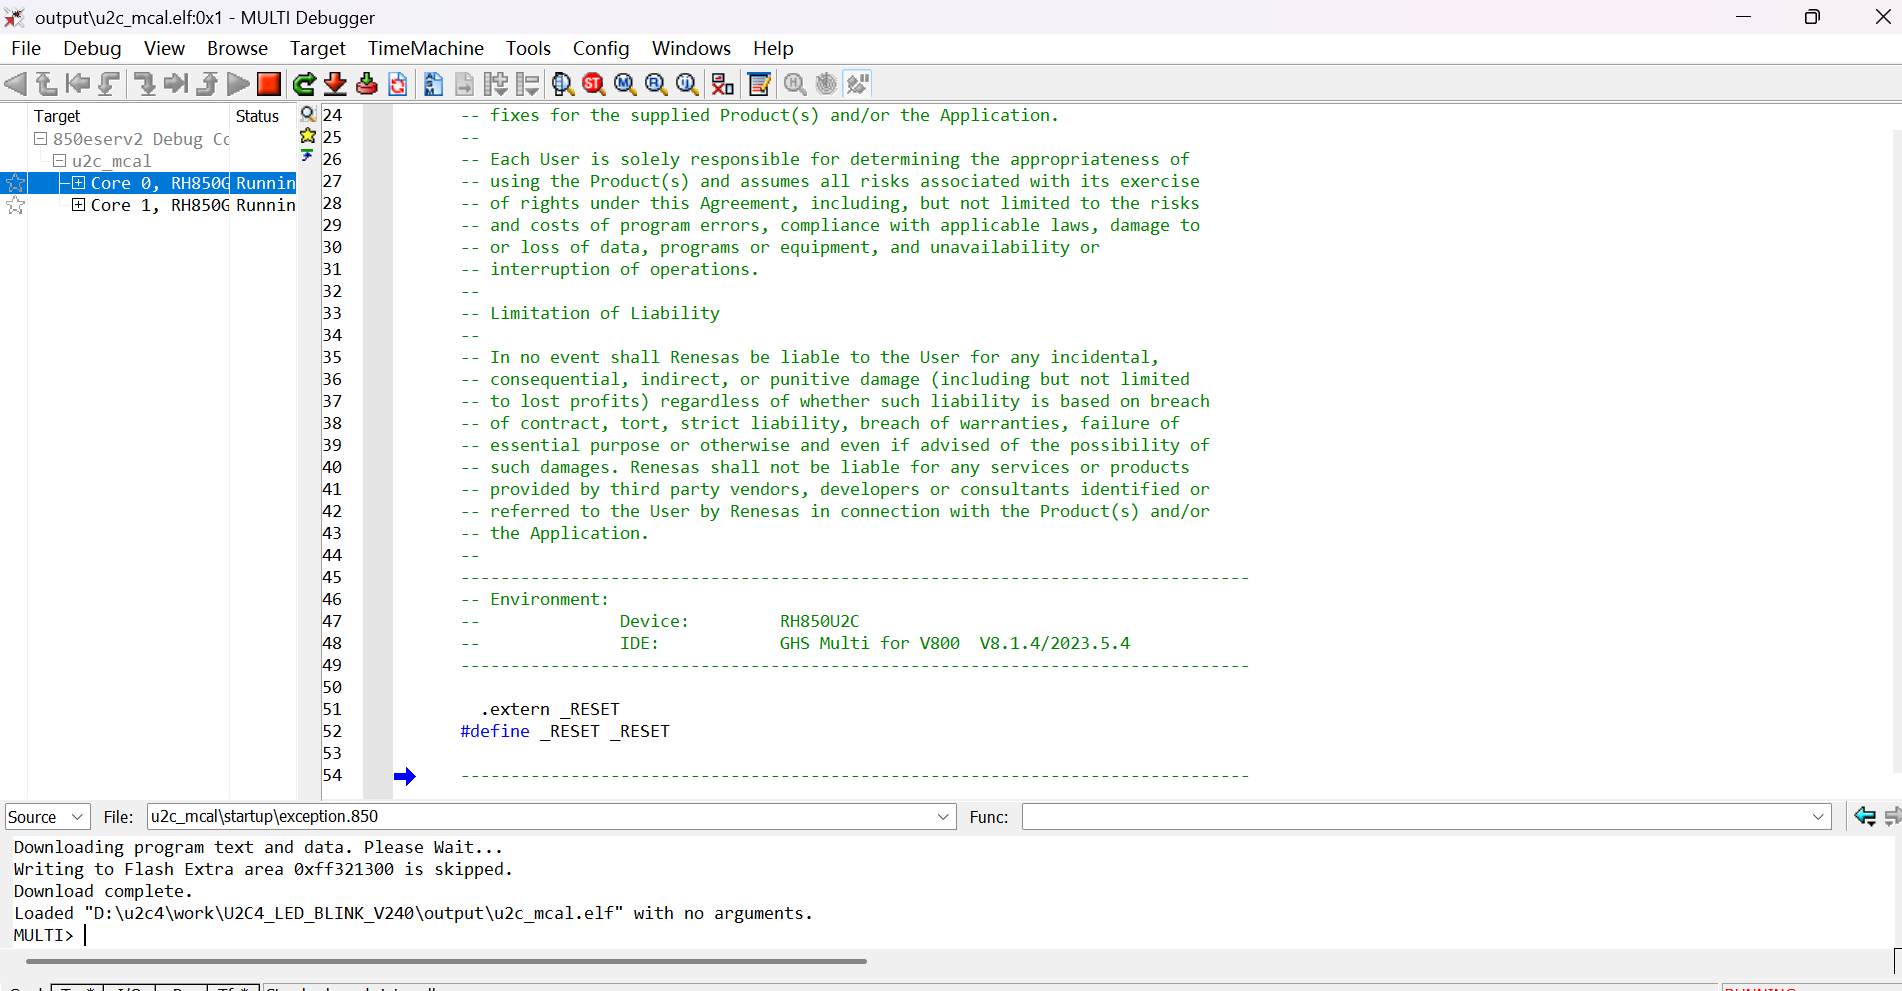 output\u2c_mcal.elf:0x1 - MULTI Debugger
File Debug View Browse Target TimeMachine Tools Config Windows Help
Target Status
850eserv2 Debug Cc
u2c_mcal
Core 0, RH850G Runnin
Core 1, RH850G Runnin
24 -- fixes for the supplied Product(s) and/or the Application.
25 --
26 -- Each User is solely responsible for determining the appropriateness of
27 -- using the Product(s) and assumes all risks associated with its exercise
28 -- of rights under this Agreement, including, but not limited to the risks
29 -- and costs of program errors, compliance with applicable laws, damage to
30 -- or loss of data, programs or equipment, and unavailability or
31 -- interruption of operations.
32 --
33 -- Limitation of Liability
34 --
35 -- In no event shall Renesas be liable to the User for any incidental,
36 -- consequential, indirect, or punitive damage (including but not limited
37 -- to lost profits) regardless of whether such liability is based on breach
38 -- of contract, tort, strict liability, breach of warranties, failure of
39 -- essential purpose or otherwise and even if advised of the possibility of
40 -- such damages. Renesas shall not be liable for any services or products
41 -- provided by third party vendors, developers or consultants identified or
42 -- referred to the User by Renesas in connection with the Product(s) and/or
43 -- the Application.
44 --
45 -------------------------------------------------------------------------------
46 -- Environment:
47 -- Device: RH850U2C
48 -- IDE: GHS Multi for V800 V8.1.4/2023.5.4
49 -------------------------------------------------------------------------------
50
51 .extern _RESET
52 #define _RESET _RESET
53
54 -------------------------------------------------------------------------------
Source File: u2c_mcal\startup\exception.850 Func:
Downloading program text and data. Please Wait...
Writing to Flash Extra area 0xff321300 is skipped.
Download complete.
Loaded "D:\u2c4\work\U2C4_LED_BLINK_V240\output\u2c_mcal.elf" with no arguments.
MULTI>